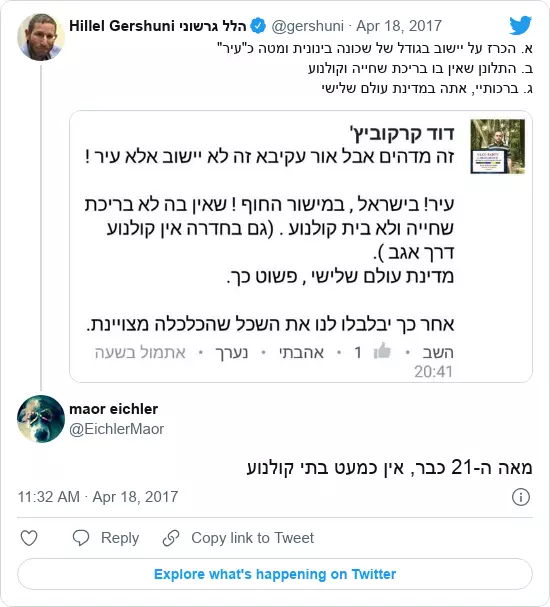 Hillel Gershuni הלל גרשוני @gershuni · Apr 18, 2017
א. הכרז על יישוב בגודל של שכונה בינונית ומטה כ"עיר"
ב. התלונן שאין בו בריכת שחייה וקולנוע
ג. ברכותיי, אתה במדינת עולם שלישי
דוד קרקוביץ'
זה מדהים אבל אור עקיבא זה לא יישוב אלא עיר !
עיר! בישראל , במישור החוף ! שאין בה לא בריכת
שחייה ולא בית קולנוע . (גם בחדרה אין קולנוע
דרך אגב ).
מדינת עולם שלישי , פשוט כך.
אחר כך יבלבלו לנו את השכל שהכלכלה מצויינת.
השב · 1 · אהבתי · נערך · אתמול בשעה
20:41
maor eichler
@EichlerMaor
מאה ה-21 כבר, אין כמעט בתי קולנוע
11:32 AM · Apr 18, 2017
Reply Copy link to Tweet
Explore what's happening on Twitter